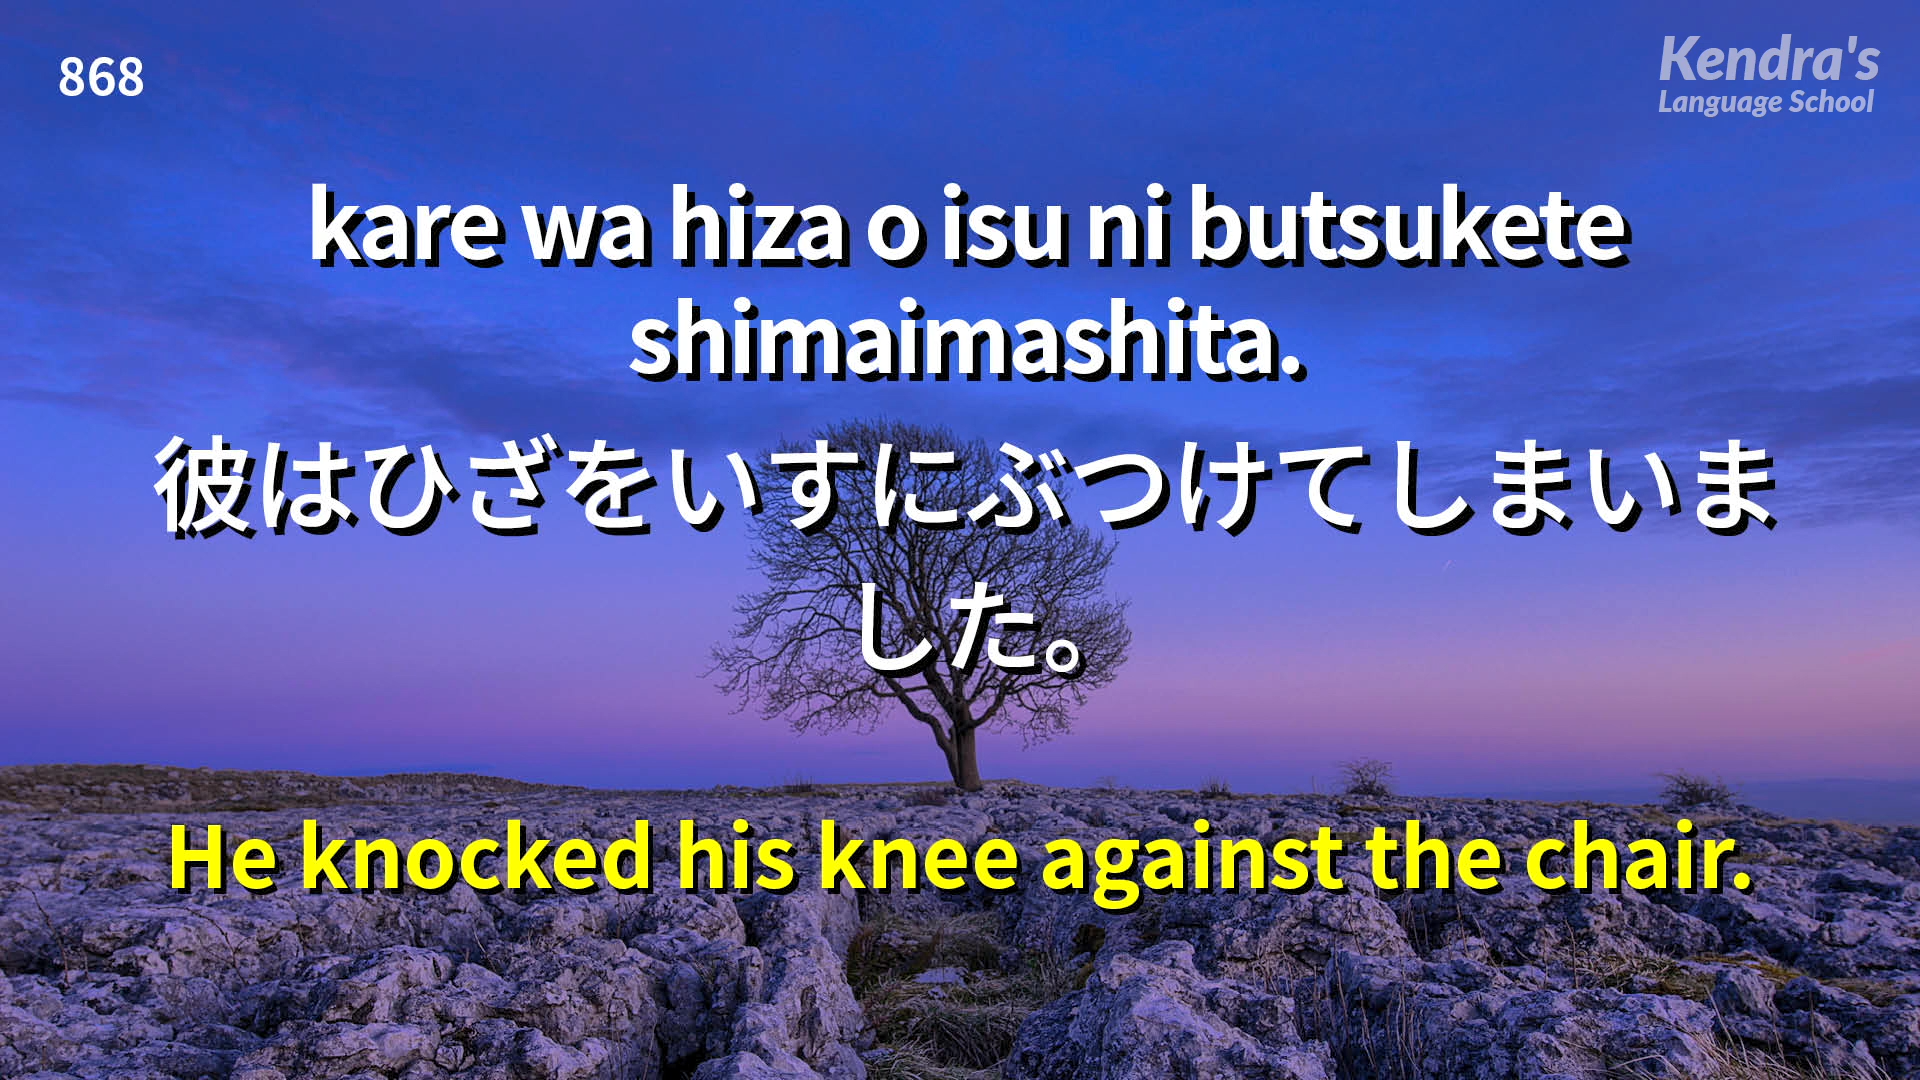 868
Kendra's
Language School
kare wa hiza o isu ni butsukete
shimaimashita.
彼はひざをいすにぶつけてしまいま
した。
He knocked his knee against the chair.